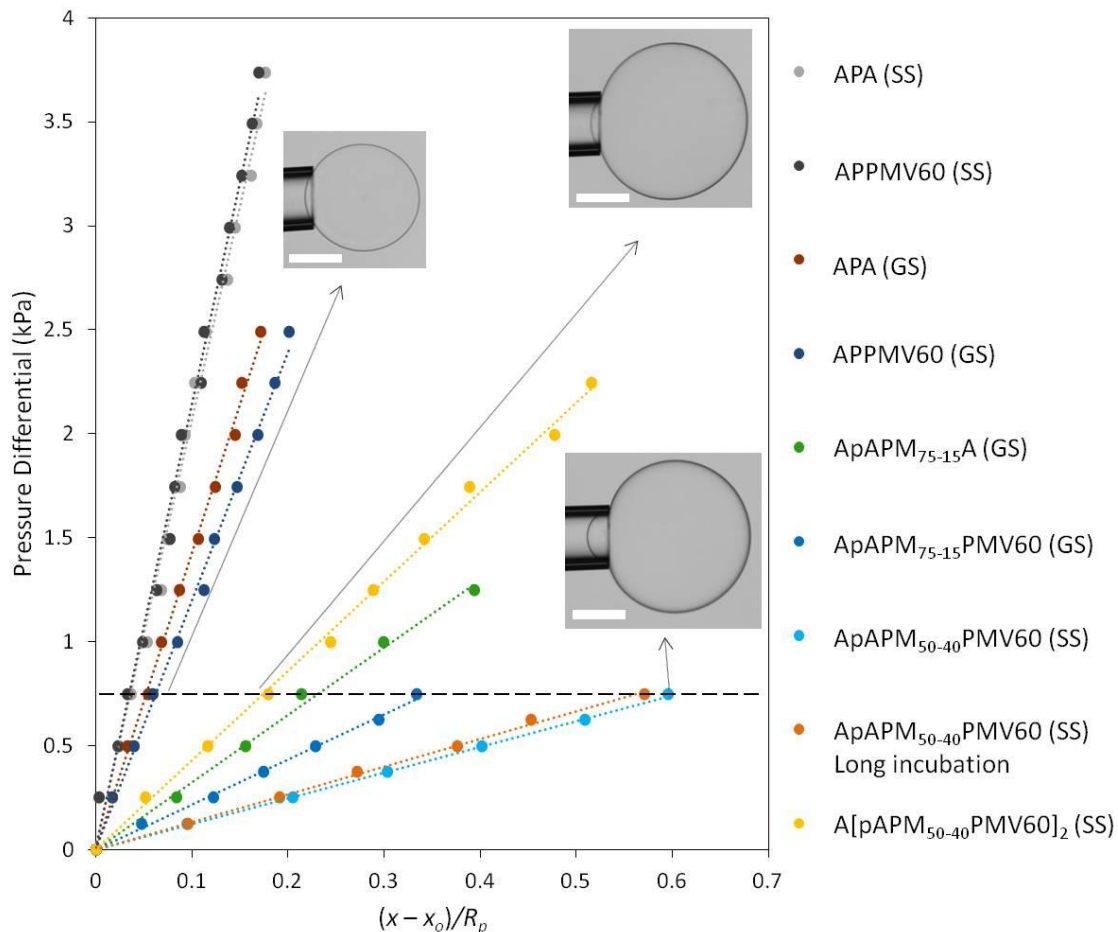 4
3.5
3
2.5
2
1.5
1
0.5
0
Pressure Differential (kPa)
0
0.1
0.2
0.3
0.4
0.5
0.6
0.7
(x – xₒ)/Rₚ
APA (SS)
APPMV60 (SS)
APA (GS)
APPMV60 (GS)
ApAPM₇₅₋₁₅A (GS)
ApAPM₇₅₋₁₅PMV60 (GS)
ApAPM₅₀₋₄₀PMV60 (SS)
ApAPM₅₀₋₄₀PMV60 (SS)
Long incubation
A[pAPM₅₀₋₄₀PMV60]₂ (SS)